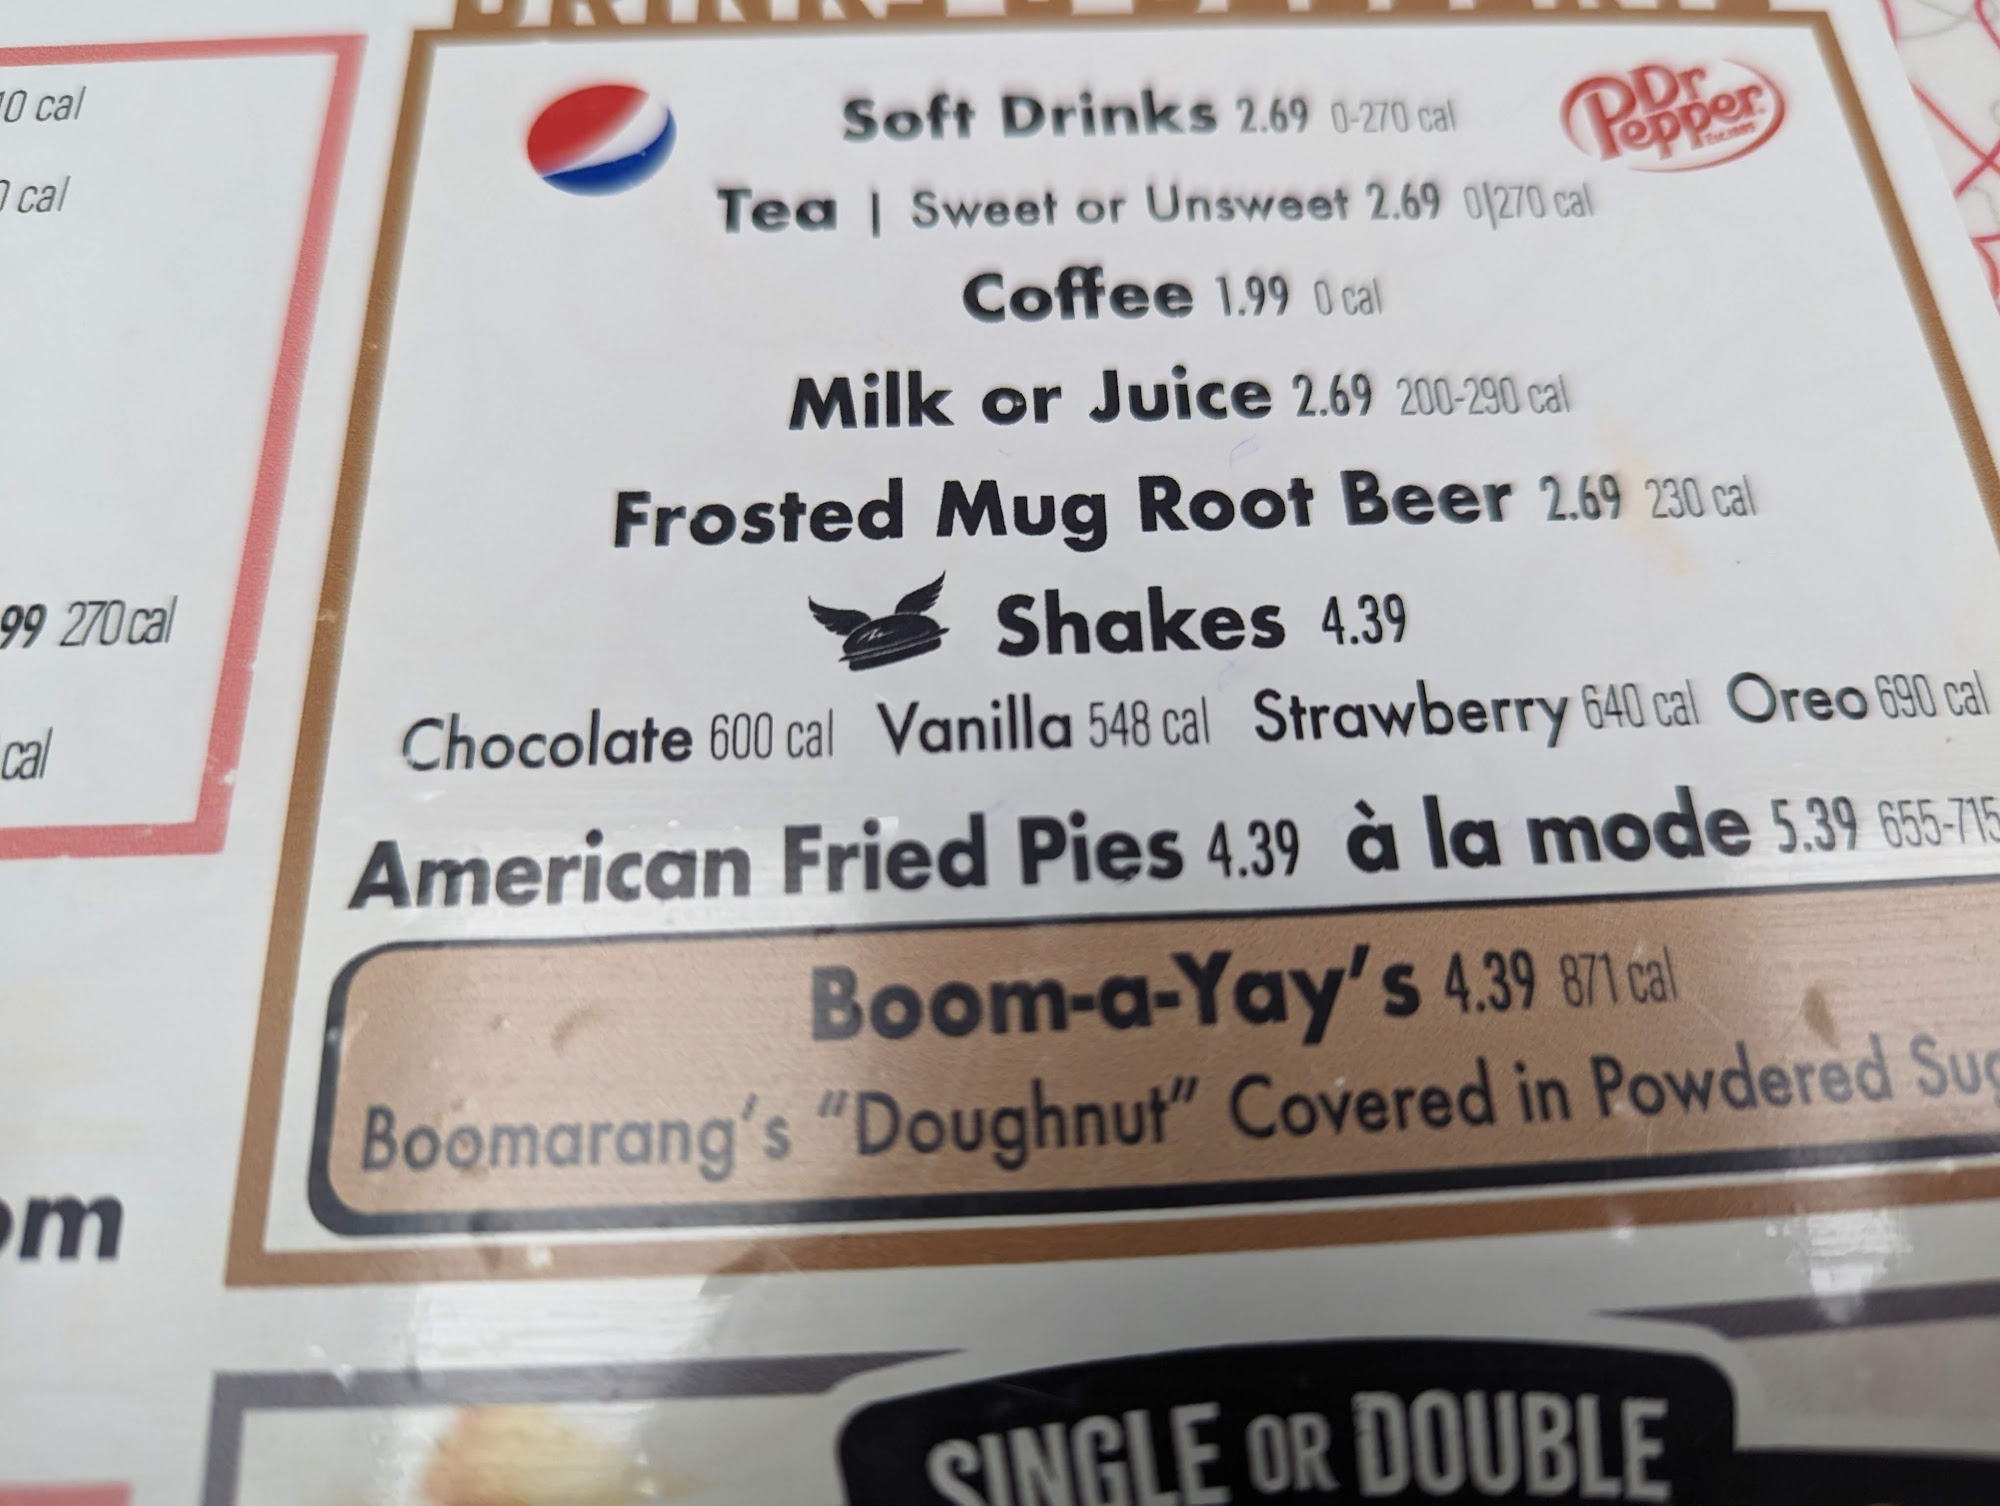 10 cal
0 cal
99 270 cal
cal
om
Dr Pepper
Soft Drinks 2.69 0-270 cal
Tea | Sweet or Unsweet 2.69 0|270 cal
Coffee 1.99 0 cal
Milk or Juice 2.69 200-290 cal
Frosted Mug Root Beer 2.69 230 cal
Shakes 4.39
Chocolate 600 cal Vanilla 548 cal Strawberry 640 cal Oreo 690 cal
American Fried Pies 4.39 à la mode 5.39 655-715
Boom-a-Yay's 4.39 871 cal
Boomarang's "Doughnut" Covered in Powdered Sug
SINGLE OR DOUBLE